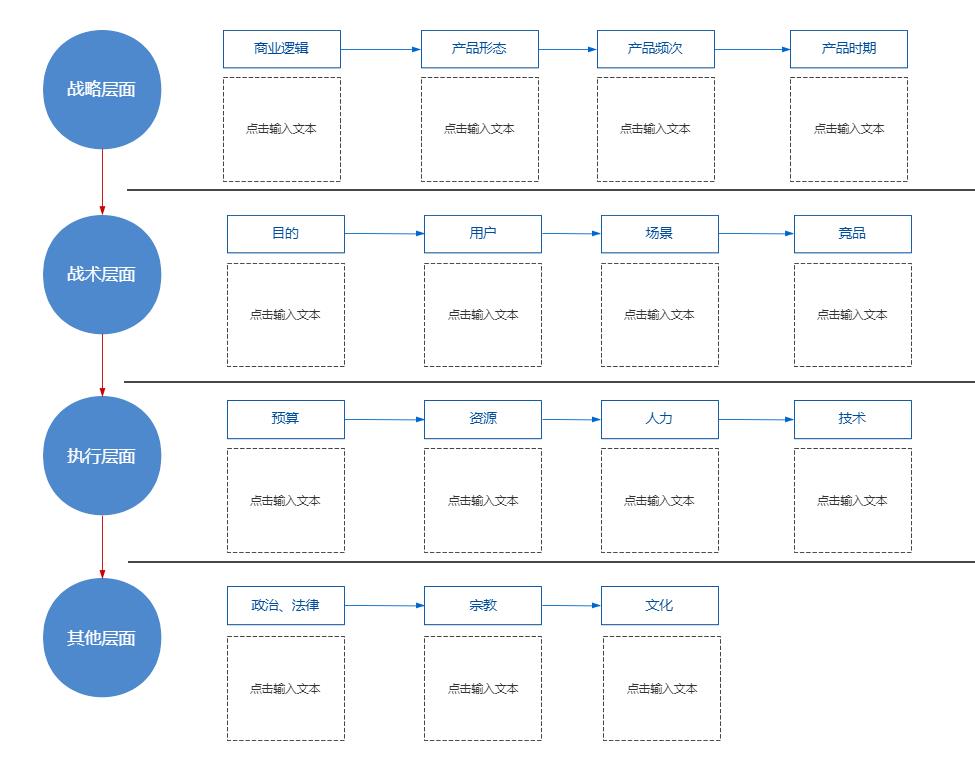 战略层面
商业逻辑
产品形态
产品频次
产品时期
点击输入文本
点击输入文本
点击输入文本
点击输入文本
战术层面
目的
用户
场景
竞品
点击输入文本
点击输入文本
点击输入文本
点击输入文本
执行层面
预算
资源
人力
技术
点击输入文本
点击输入文本
点击输入文本
点击输入文本
其他层面
政治、法律
宗教
文化
点击输入文本
点击输入文本
点击输入文本